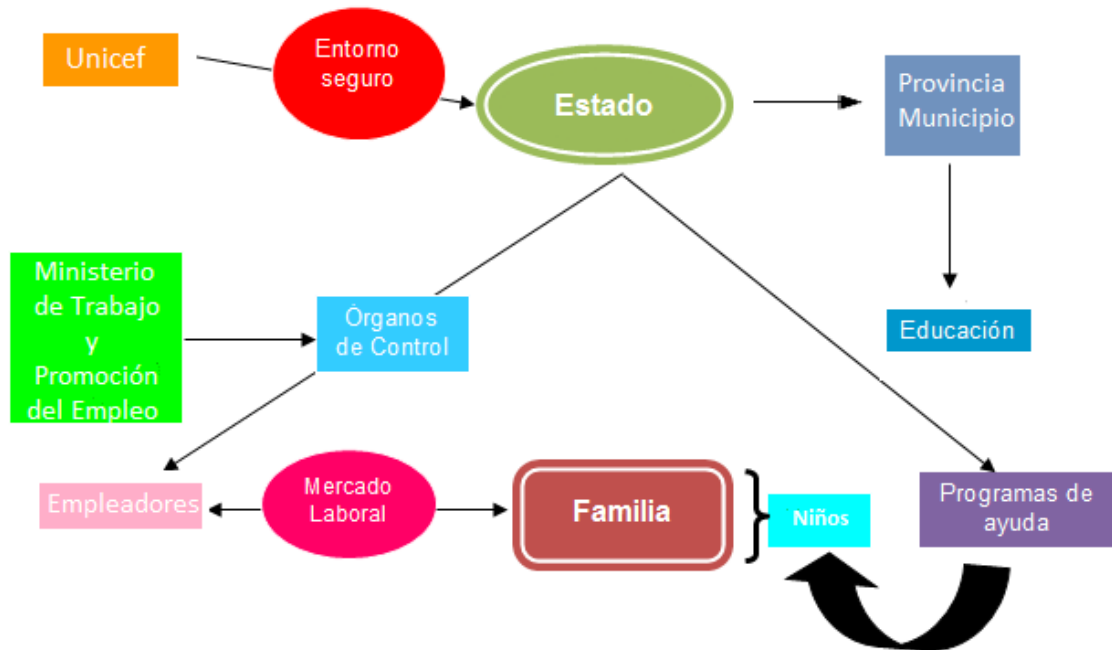 Unicef
Entorno
seguro
Estado
Provincia
Municipio
Ministerio
de Trabajo
y
Promoción
del Empleo
Órganos
de Control
Educación
Empleadores
Mercado
Laboral
Familia
Niños
Programas de
ayuda